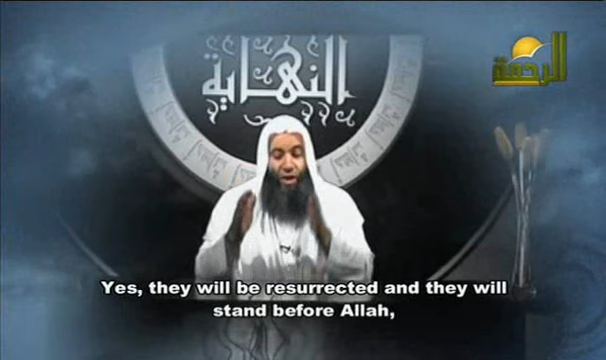 النهاية
الرحمة
Yes, they will be resurrected and they will
stand before Allah,